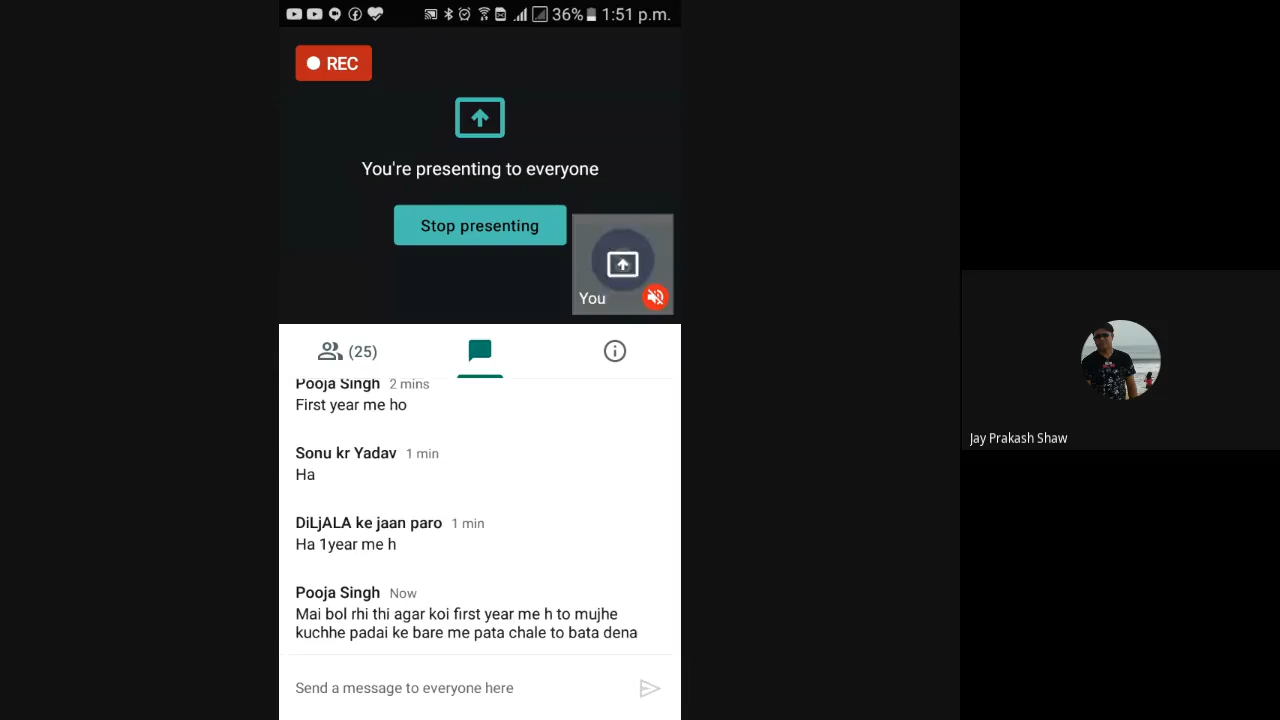 36% 1:51 p.m.
REC
You're presenting to everyone
Stop presenting
You
(25)
Pooja Singh 2 mins
First year me ho
Sonu kr Yadav 1 min
Ha
DiLjALA ke jaan paro 1 min
Ha 1year me h
Pooja Singh Now
Mai bol rhi thi agar koi first year me h to mujhe
kuchhe padai ke bare me pata chale to bata dena
Send a message to everyone here
Jay Prakash Shaw